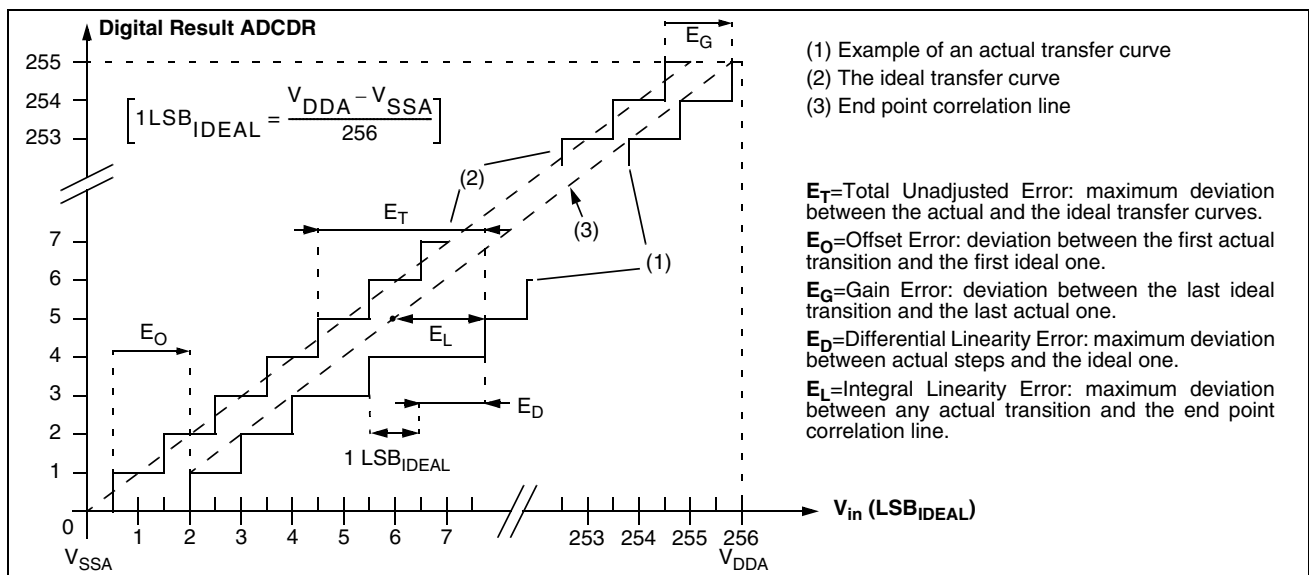 Digital Result ADCDR
E_G
255
254
253
[1LSB_IDEAL = (V_DDA – V_SSA) / 256]
(1) Example of an actual transfer curve
(2) The ideal transfer curve
(3) End point correlation line
(2)
(3)
(1)
E_T=Total Unadjusted Error: maximum deviation
between the actual and the ideal transfer curves.
E_O=Offset Error: deviation between the first actual
transition and the first ideal one.
E_G=Gain Error: deviation between the last ideal
transition and the last actual one.
E_D=Differential Linearity Error: maximum deviation
between actual steps and the ideal one.
E_L=Integral Linearity Error: maximum deviation
between any actual transition and the end point
correlation line.
E_T
7
6
5
4
3
2
1
0
E_O
E_L
E_D
1 LSB_IDEAL
1 2 3 4 5 6 7 253 254 255 256
V_in (LSB_IDEAL)
V_SSA
V_DDA